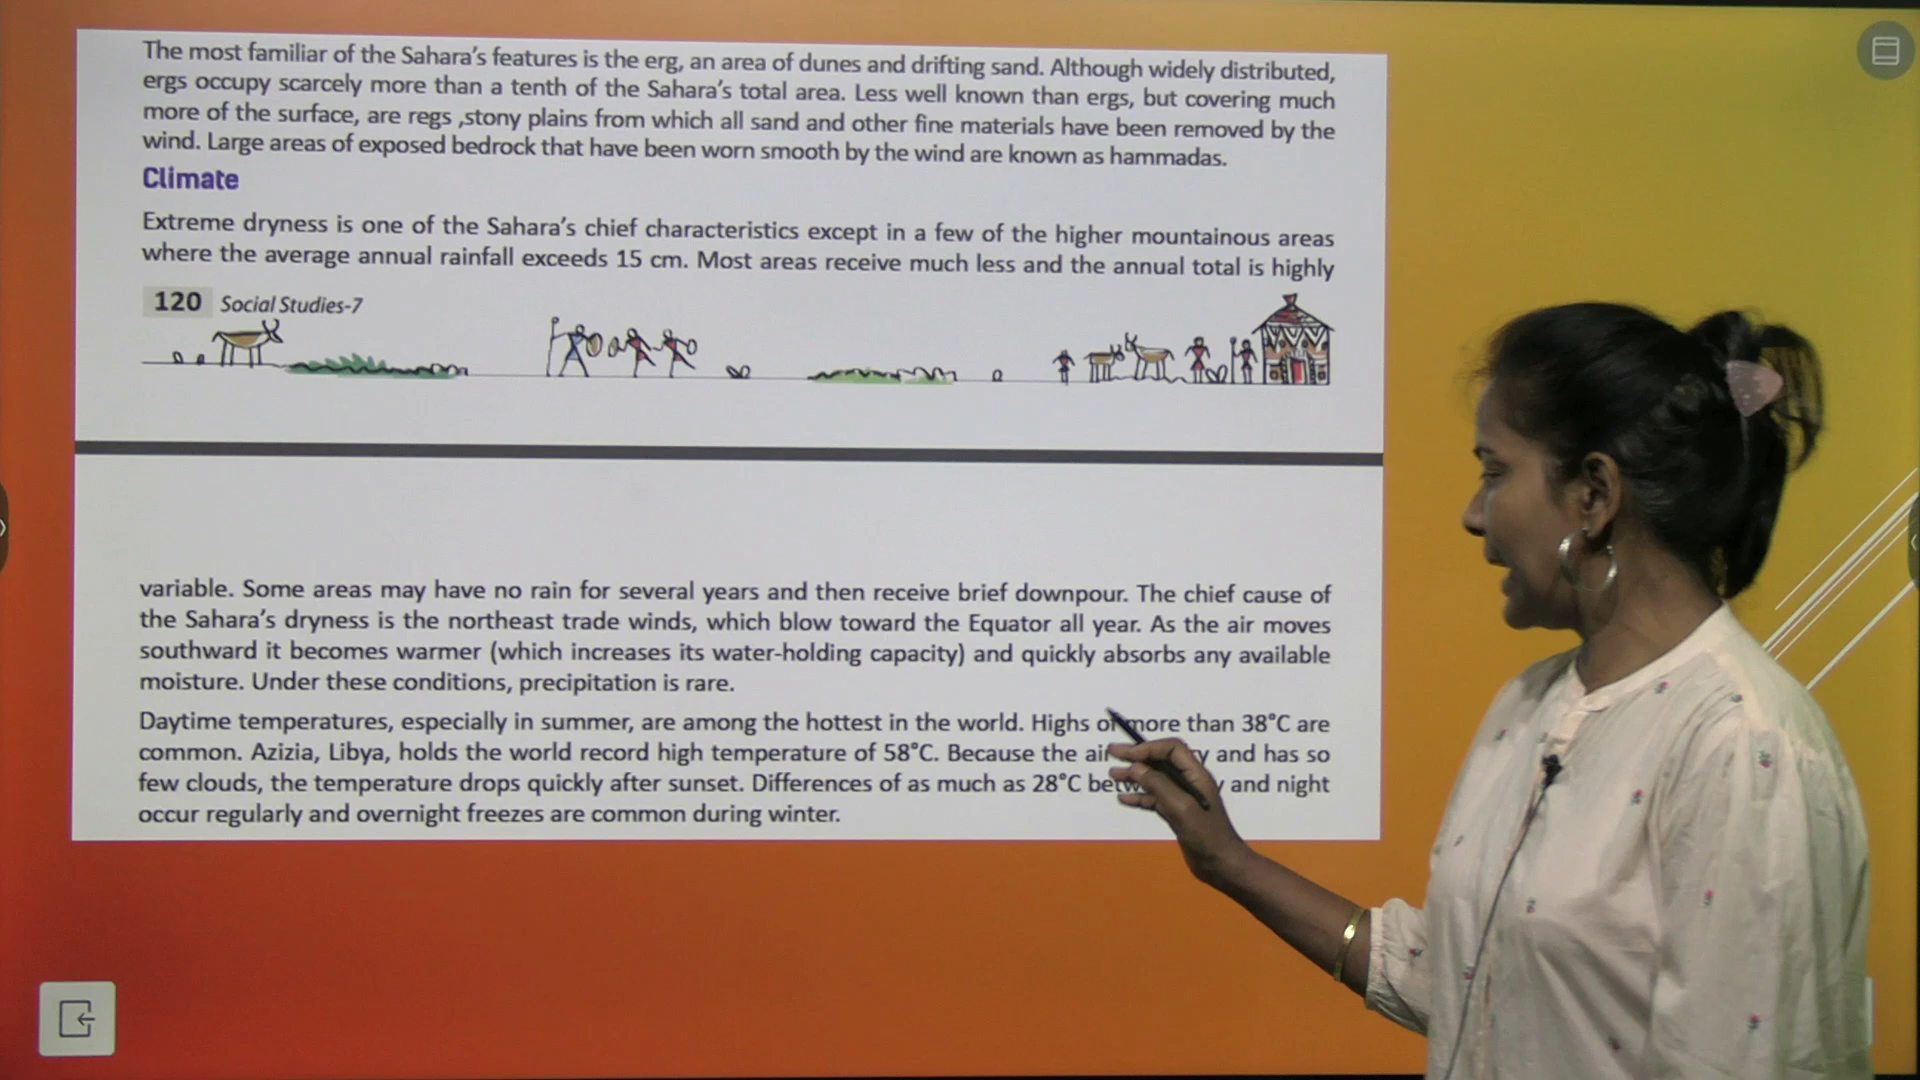 The most familiar of the Sahara's features is the erg, an area of dunes and drifting sand. Although widely distributed,
ergs occupy scarcely more than a tenth of the Sahara's total area. Less well known than ergs, but covering much
more of the surface, are regs ,stony plains from which all sand and other fine materials have been removed by the
wind. Large areas of exposed bedrock that have been worn smooth by the wind are known as hammadas.
Climate
Extreme dryness is one of the Sahara's chief characteristics except in a few of the higher mountainous areas
where the average annual rainfall exceeds 15 cm. Most areas receive much less and the annual total is highly
120 Social Studies-7
variable. Some areas may have no rain for several years and then receive brief downpour. The chief cause of
the Sahara's dryness is the northeast trade winds, which blow toward the Equator all year. As the air moves
southward it becomes warmer (which increases its water-holding capacity) and quickly absorbs any available
moisture. Under these conditions, precipitation is rare.
Daytime temperatures, especially in summer, are among the hottest in the world. Highs of more than 38°C are
common. Azizia, Libya, holds the world record high temperature of 58°C. Because the air and has so
few clouds, the temperature drops quickly after sunset. Differences of as much as 28°C and night
occur regularly and overnight freezes are common during winter.